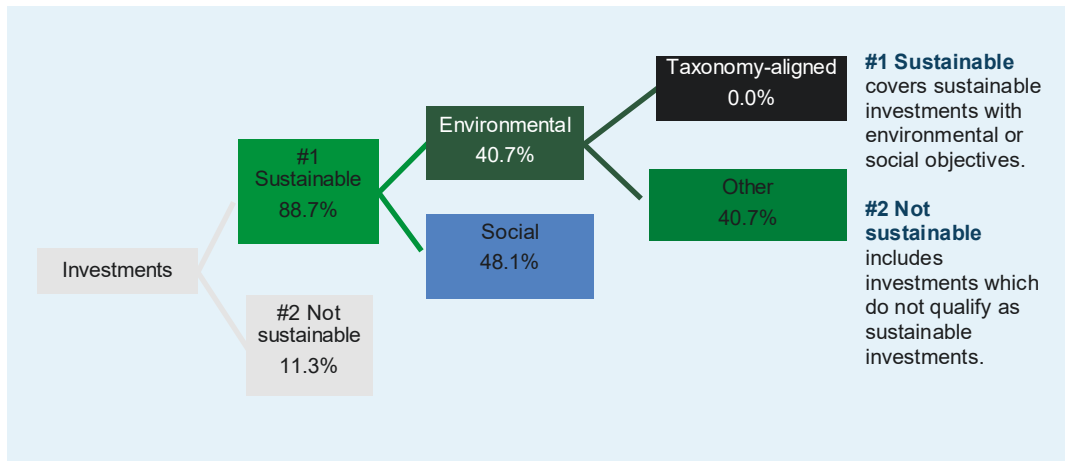 Investments
#1
Sustainable
88.7%
#2 Not
sustainable
11.3%
Environmental
40.7%
Social
48.1%
Taxonomy-aligned
0.0%
Other
40.7%
#1 Sustainable
covers sustainable
investments with
environmental or
social objectives.
#2 Not
sustainable
includes
investments which
do not qualify as
sustainable
investments.